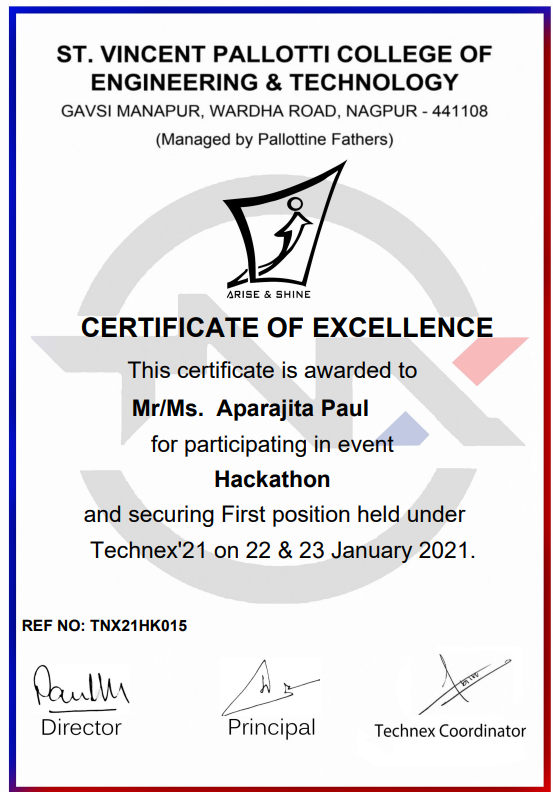 ST. VINCENT PALLOTTI COLLEGE OF
ENGINEERING & TECHNOLOGY
GAVSI MANAPUR, WARDHA ROAD, NAGPUR - 441108
(Managed by Pallottine Fathers)
ARISE & SHINE
CERTIFICATE OF EXCELLENCE
This certificate is awarded to
Mr/Ms. Aparajita Paul
for participating in event
Hackathon
and securing First position held under
Technex'21 on 22 & 23 January 2021.
REF NO: TNX21HK015
Director
Principal
Technex Coordinator